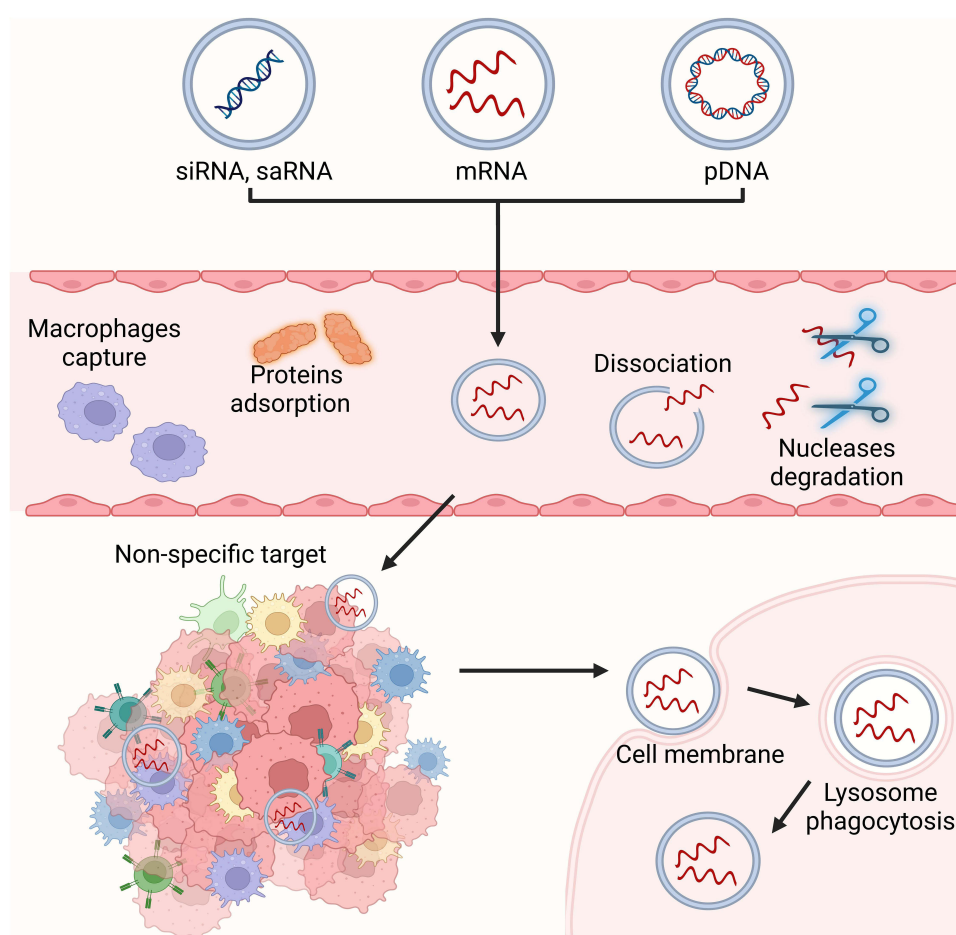 siRNA, saRNA
mRNA
pDNA
Macrophages
capture
Proteins
adsorption
Dissociation
Nucleases
degradation
Non-specific target
Cell membrane
Lysosome
phagocytosis